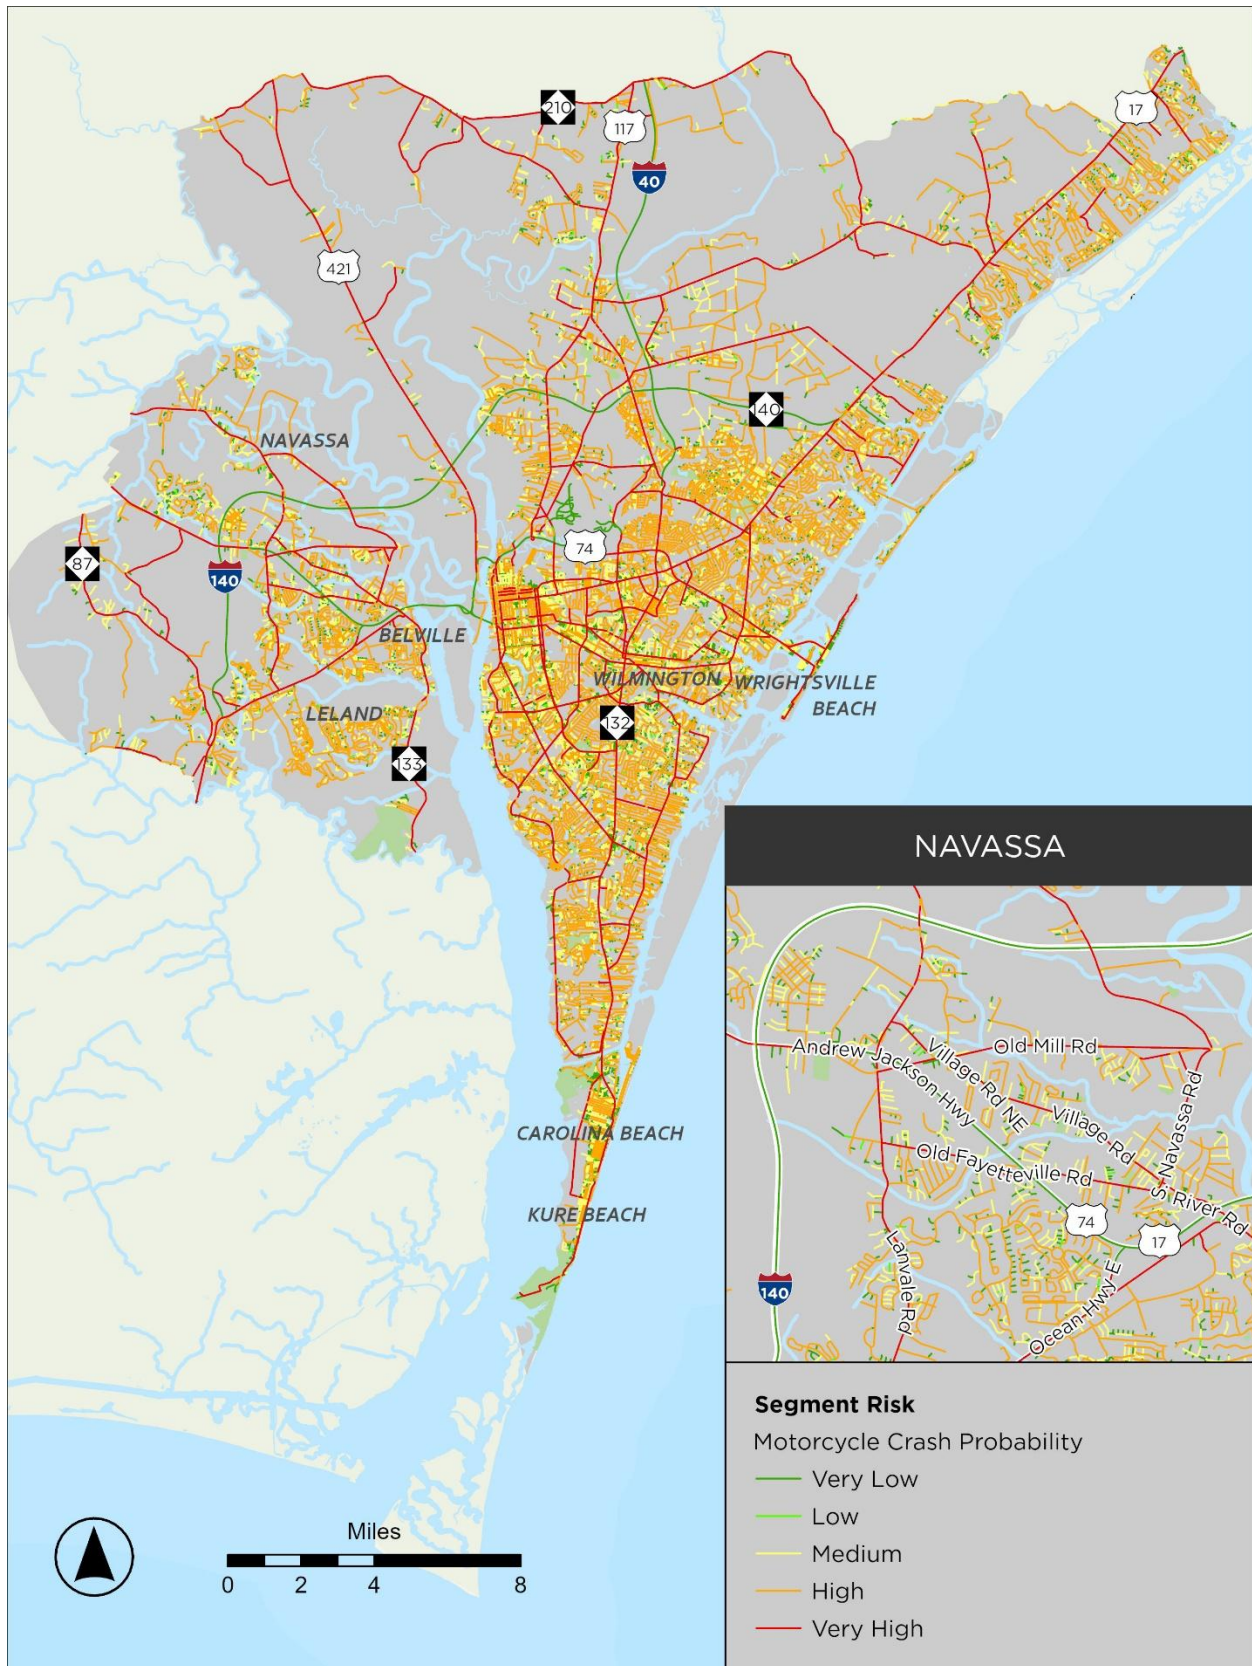 210
117
17
40
421
140
NAVASSA
74
87
140
BELVILLE
WILMINGTON
WRIGHTSVILLE
BEACH
LELAND
132
133
CAROLINA BEACH
KURE BEACH
NAVASSA
Andrew Jackson Hwy
Village Rd NE
Old Mill Rd
Village Rd
S. Navassa Rd
Old Fayetteville Rd
River Rd
74
17
140
Lanvale Rd
Ocean Hwy E
Segment Risk
Motorcycle Crash Probability
Very Low
Low
Medium
High
Very High
Miles
0 2 4 8